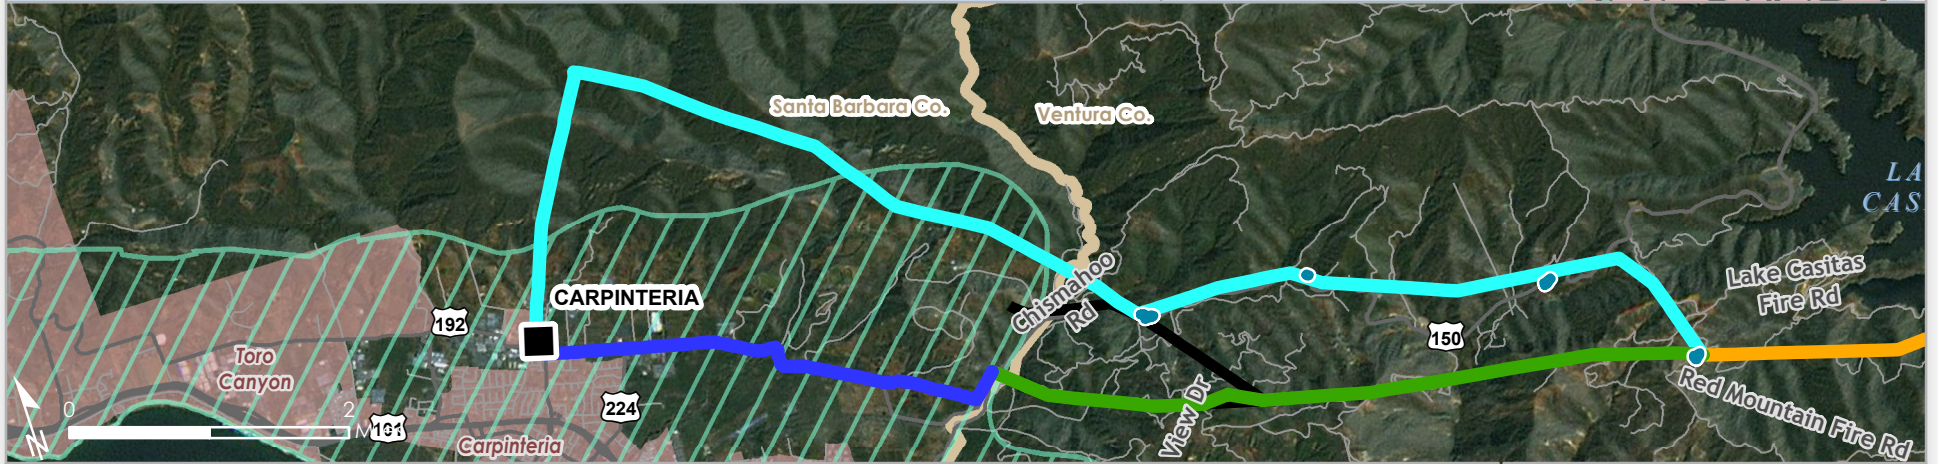 Santa Barbara Co.
Ventura Co.
LA
CAS
Chismahoo
Rd
Lake Casitas
Fire Rd
CARPINTERIA
192
150
Toro
Canyon
Red Mountain Fire Rd
View Dr
224
0
2
101
N
Carpinteria